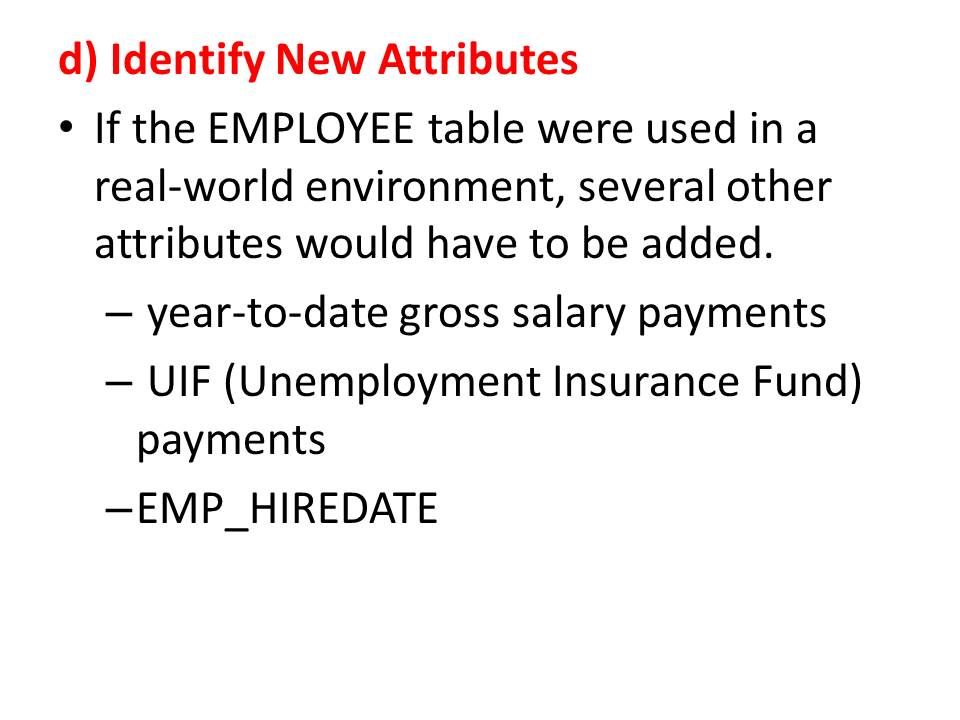 d) Identify New Attributes
• If the EMPLOYEE table were used in a
real-world environment, several other
attributes would have to be added.
– year-to-date gross salary payments
– UIF (Unemployment Insurance Fund)
payments
–EMP_HIREDATE